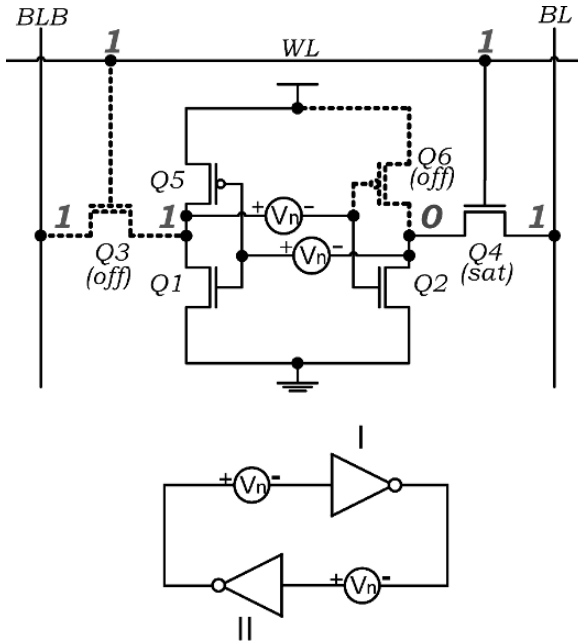 BLB BL
1 WL 1
Q5 Q6
(off)
+ Vn -
1 1 0 1
Q3
(off)
+ Vn -
Q4
(sat)
Q1 Q2
I
+ Vn -
+ Vn -
II